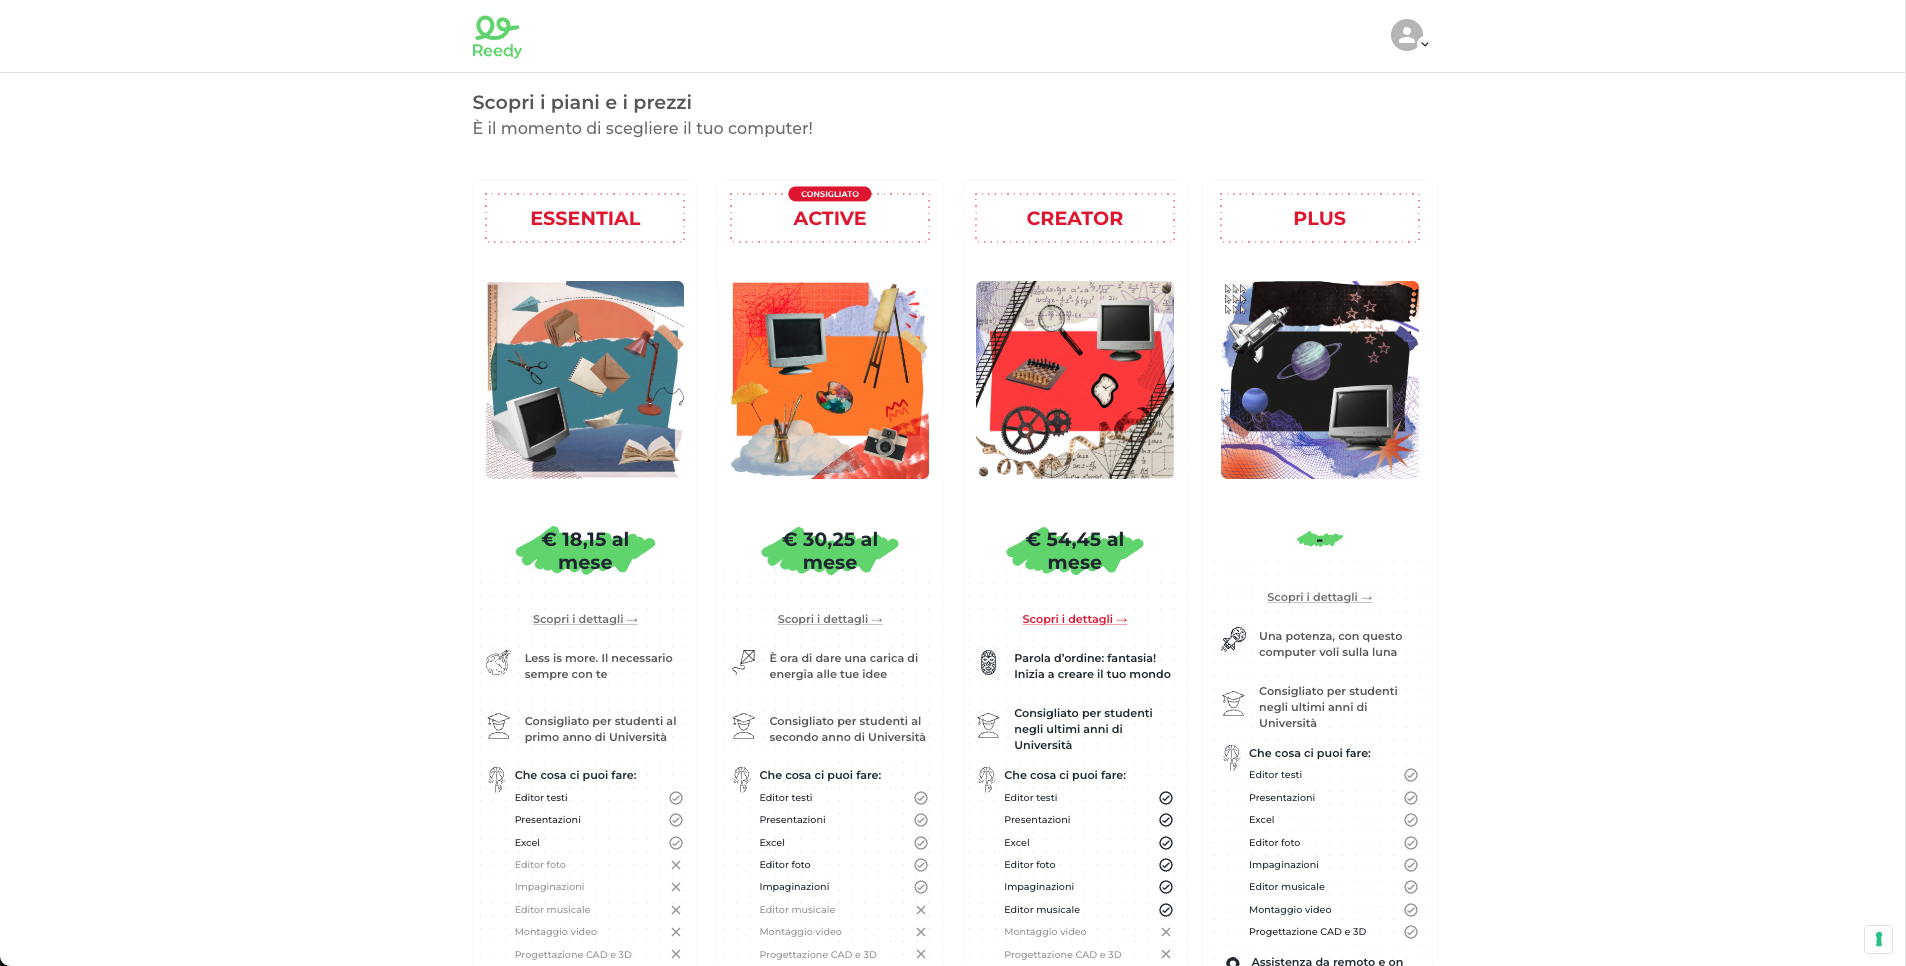 Reedy
Scopri i piani e i prezzi
È il momento di scegliere il tuo computer!
ESSENTIAL
€ 18,15 al
mese
Scopri i dettagli →
Less is more. Il necessario
sempre con te
Consigliato per studenti al
primo anno di Università
Che cosa ci puoi fare:
Editor testi
Presentazioni
Excel
Editor foto
Impaginazioni
Editor musicale
Montaggio video
Progettazione CAD e 3D
CONSIGLIATO
ACTIVE
€ 30,25 al
mese
Scopri i dettagli →
È ora di dare una carica di
energia alle tue idee
Consigliato per studenti al
secondo anno di Università
Che cosa ci puoi fare:
Editor testi
Presentazioni
Excel
Editor foto
Impaginazioni
Editor musicale
Montaggio video
Progettazione CAD e 3D
CREATOR
€ 54,45 al
mese
Scopri i dettagli →
Parola d’ordine: fantasia!
Inizia a creare il tuo mondo
Consigliato per studenti
negli ultimi anni di
Università
Che cosa ci puoi fare:
Editor testi
Presentazioni
Excel
Editor foto
Impaginazioni
Editor musicale
Montaggio video
Progettazione CAD e 3D
PLUS
-
Scopri i dettagli →
Una potenza, con questo
computer voli sulla luna
Consigliato per studenti
negli ultimi anni di
Università
Che cosa ci puoi fare:
Editor testi
Presentazioni
Excel
Editor foto
Impaginazioni
Editor musicale
Montaggio video
Progettazione CAD e 3D
Assistenza da remoto e on